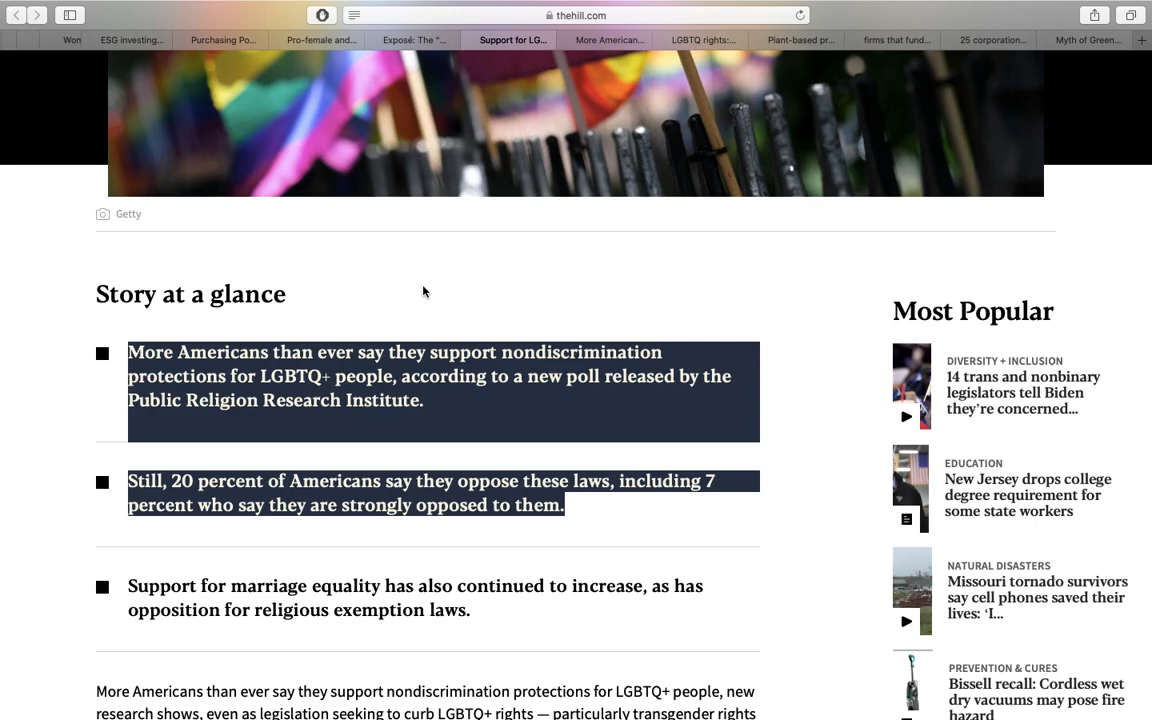 thehill.com
Won
ESG investing...
Purchasing Po...
Pro-female and...
Exposé: The "...
Support for LG...
More American...
LGBTQ rights:...
Plant-based pr...
firms that fund...
25 corporation...
Myth of Green...
Getty
Story at a glance
More Americans than ever say they support nondiscrimination
protections for LGBTQ+ people, according to a new poll released by the
Public Religion Research Institute.
Still, 20 percent of Americans say they oppose these laws, including 7
percent who say they are strongly opposed to them.
Support for marriage equality has also continued to increase, as has
opposition for religious exemption laws.
More Americans than ever say they support nondiscrimination protections for LGBTQ+ people, new
research shows, even as legislation seeking to curb LGBTQ+ rights — particularly transgender rights
Most Popular
DIVERSITY + INCLUSION
14 trans and nonbinary
legislators tell Biden
they're concerned...
EDUCATION
New Jersey drops college
degree requirement for
some state workers
NATURAL DISASTERS
Missouri tornado survivors
say cell phones saved their
lives: ‘I...
PREVENTION & CURES
Bissell recall: Cordless wet
dry vacuums may pose fire
hazard